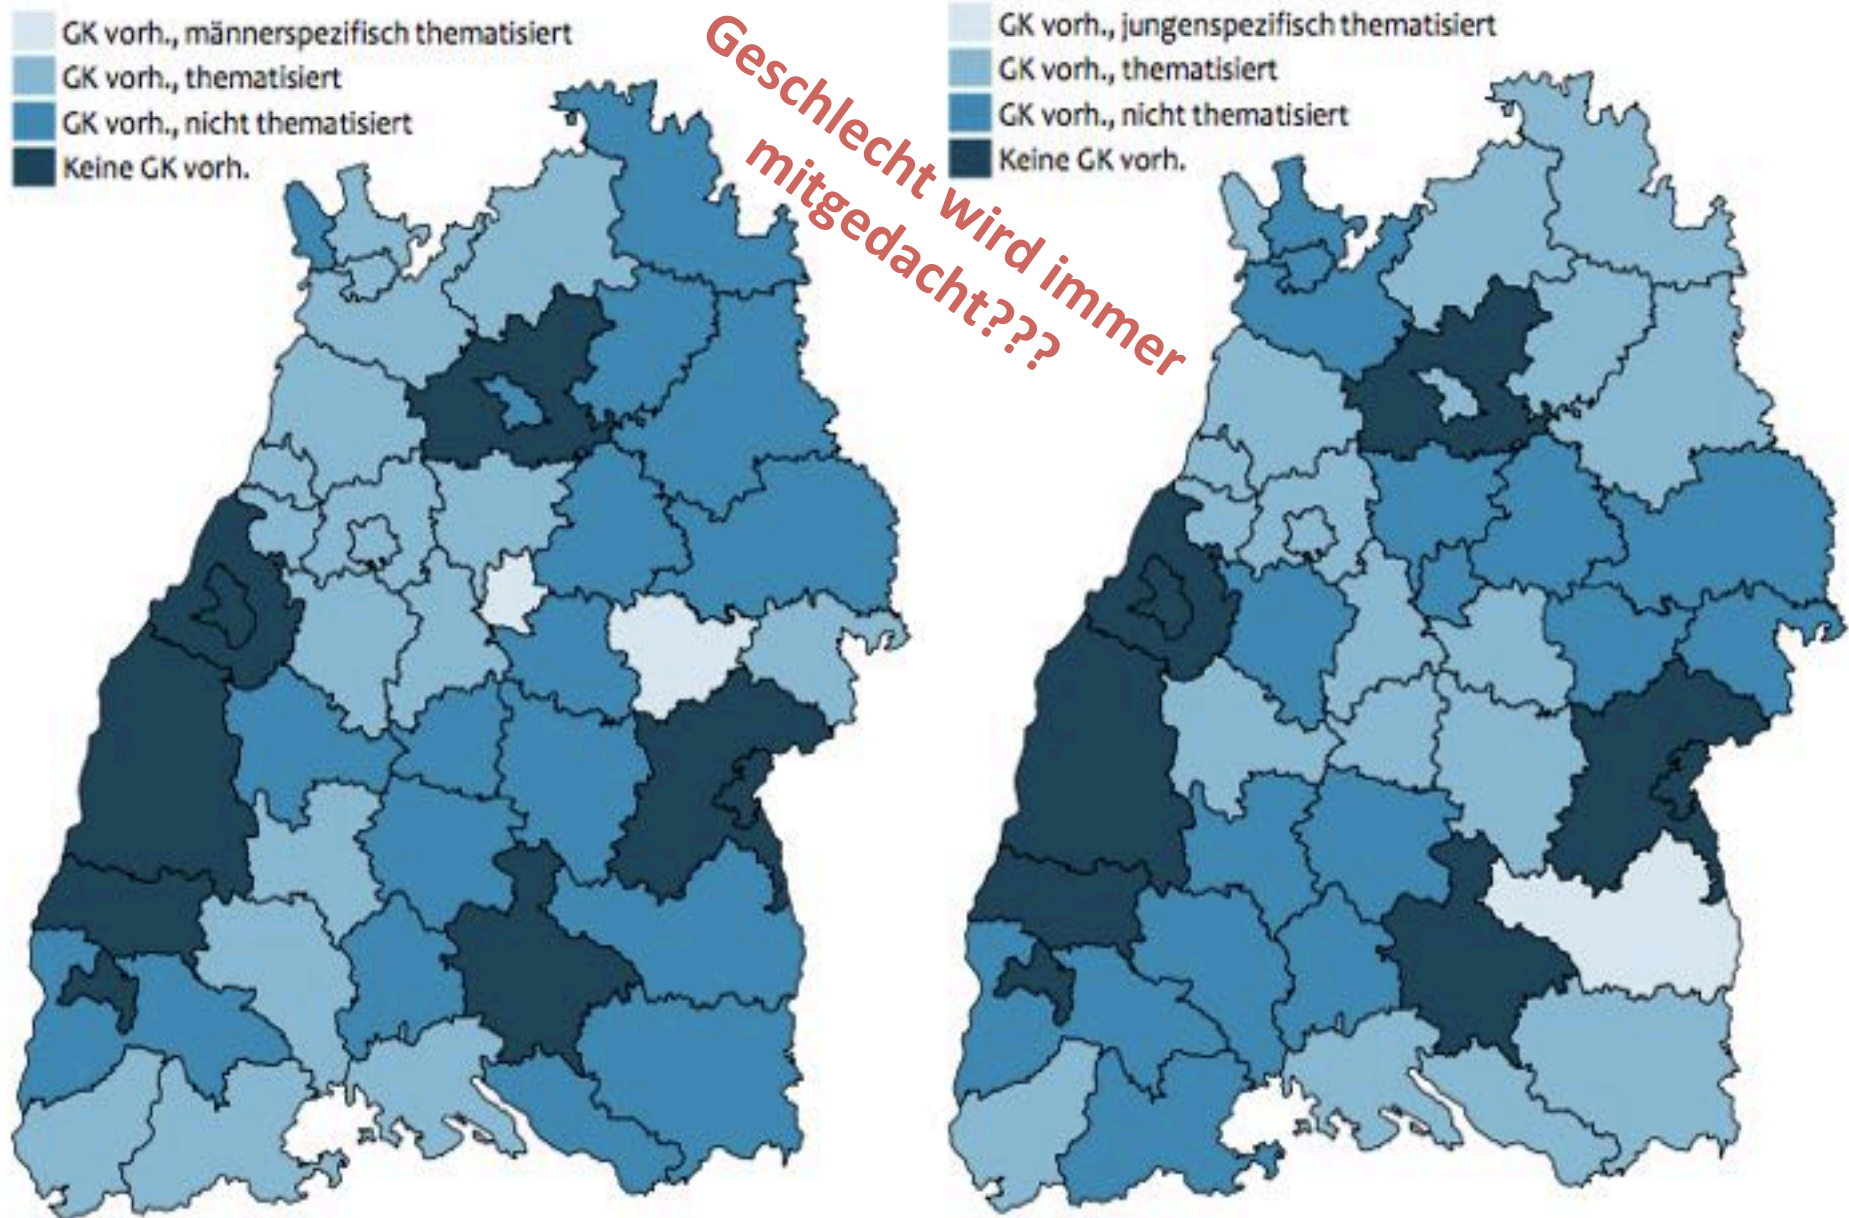 GK vorh., männerspezifisch thematisiert
GK vorh., thematisiert
GK vorh., nicht thematisiert
Keine GK vorh.
Geschlecht wird immer
mitgedacht???
GK vorh., jungenspezifisch thematisiert
GK vorh., thematisiert
GK vorh., nicht thematisiert
Keine GK vorh.